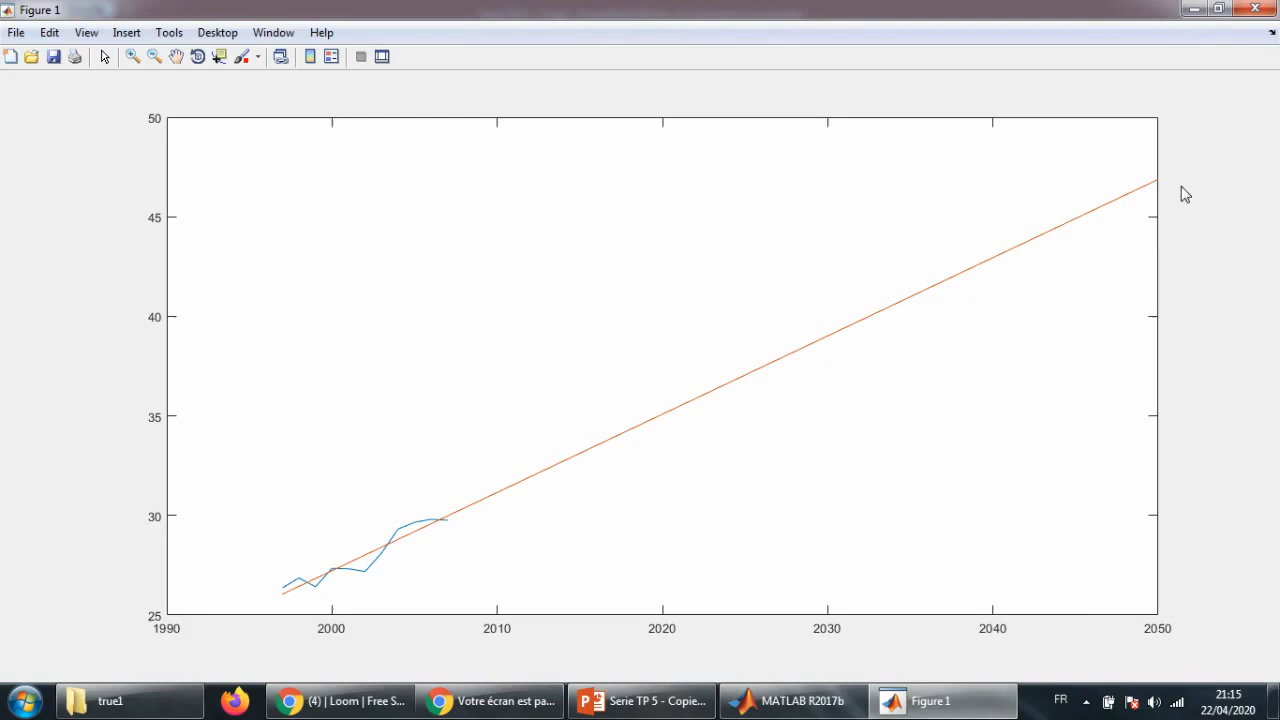 Figure 1
File Edit View Insert Tools Desktop Window Help
50
45
40
35
30
25
1990 2000 2010 2020 2030 2040 2050
true1
(4) | Loom | Free S...
Votre écran est pa...
Serie TP 5 - Copie...
MATLAB R2017b
Figure 1
FR
21:15
22/04/2020